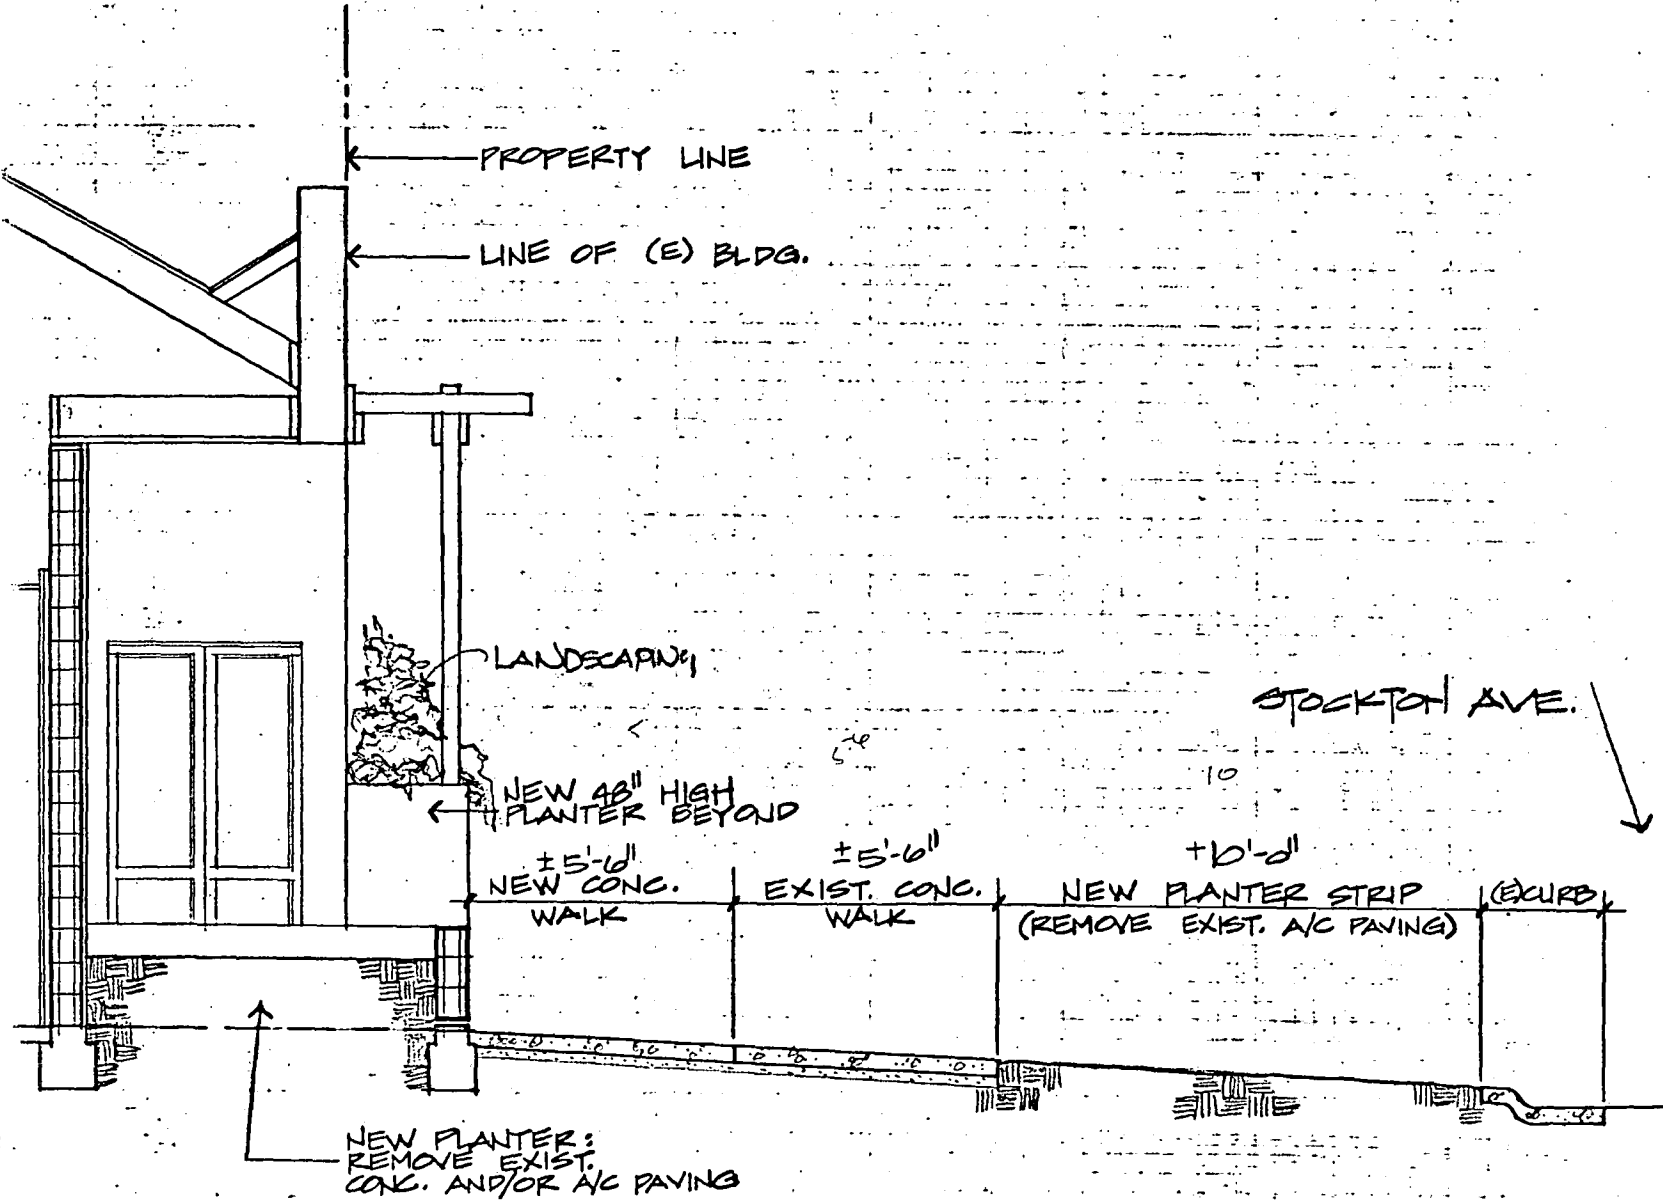 PROPERTY LINE
LINE OF (E) BLDG.
LANDSCAPING
STOCKTON AVE.
10
NEW 48" HIGH
PLANTER BEYOND
±5'-6"
NEW CONC.
WALK
±5'-6"
EXIST. CONC.
WALK
+10'-0"
NEW PLANTER STRIP
(REMOVE EXIST. A/C PAVING)
(E)CURB
NEW PLANTER:
REMOVE EXIST.
CONC. AND/OR A/C PAVING